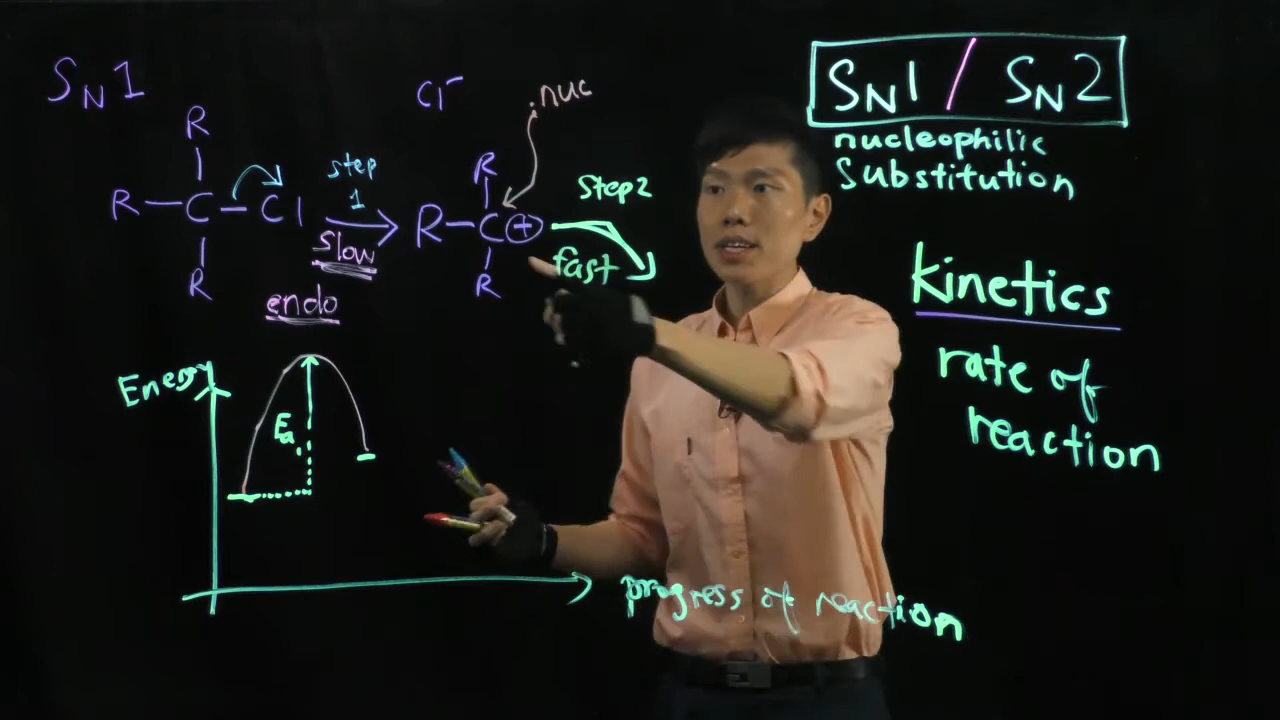 SN1
R
R—C—Cl
R
step
1
slow
endo
Cl⁻
:nuc
R
R—C⊕
R
Step2
fast
SN1 / SN2
nucleophilic
Substitution
kinetics
rate of
reaction
Energy
Ea
progress of reaction